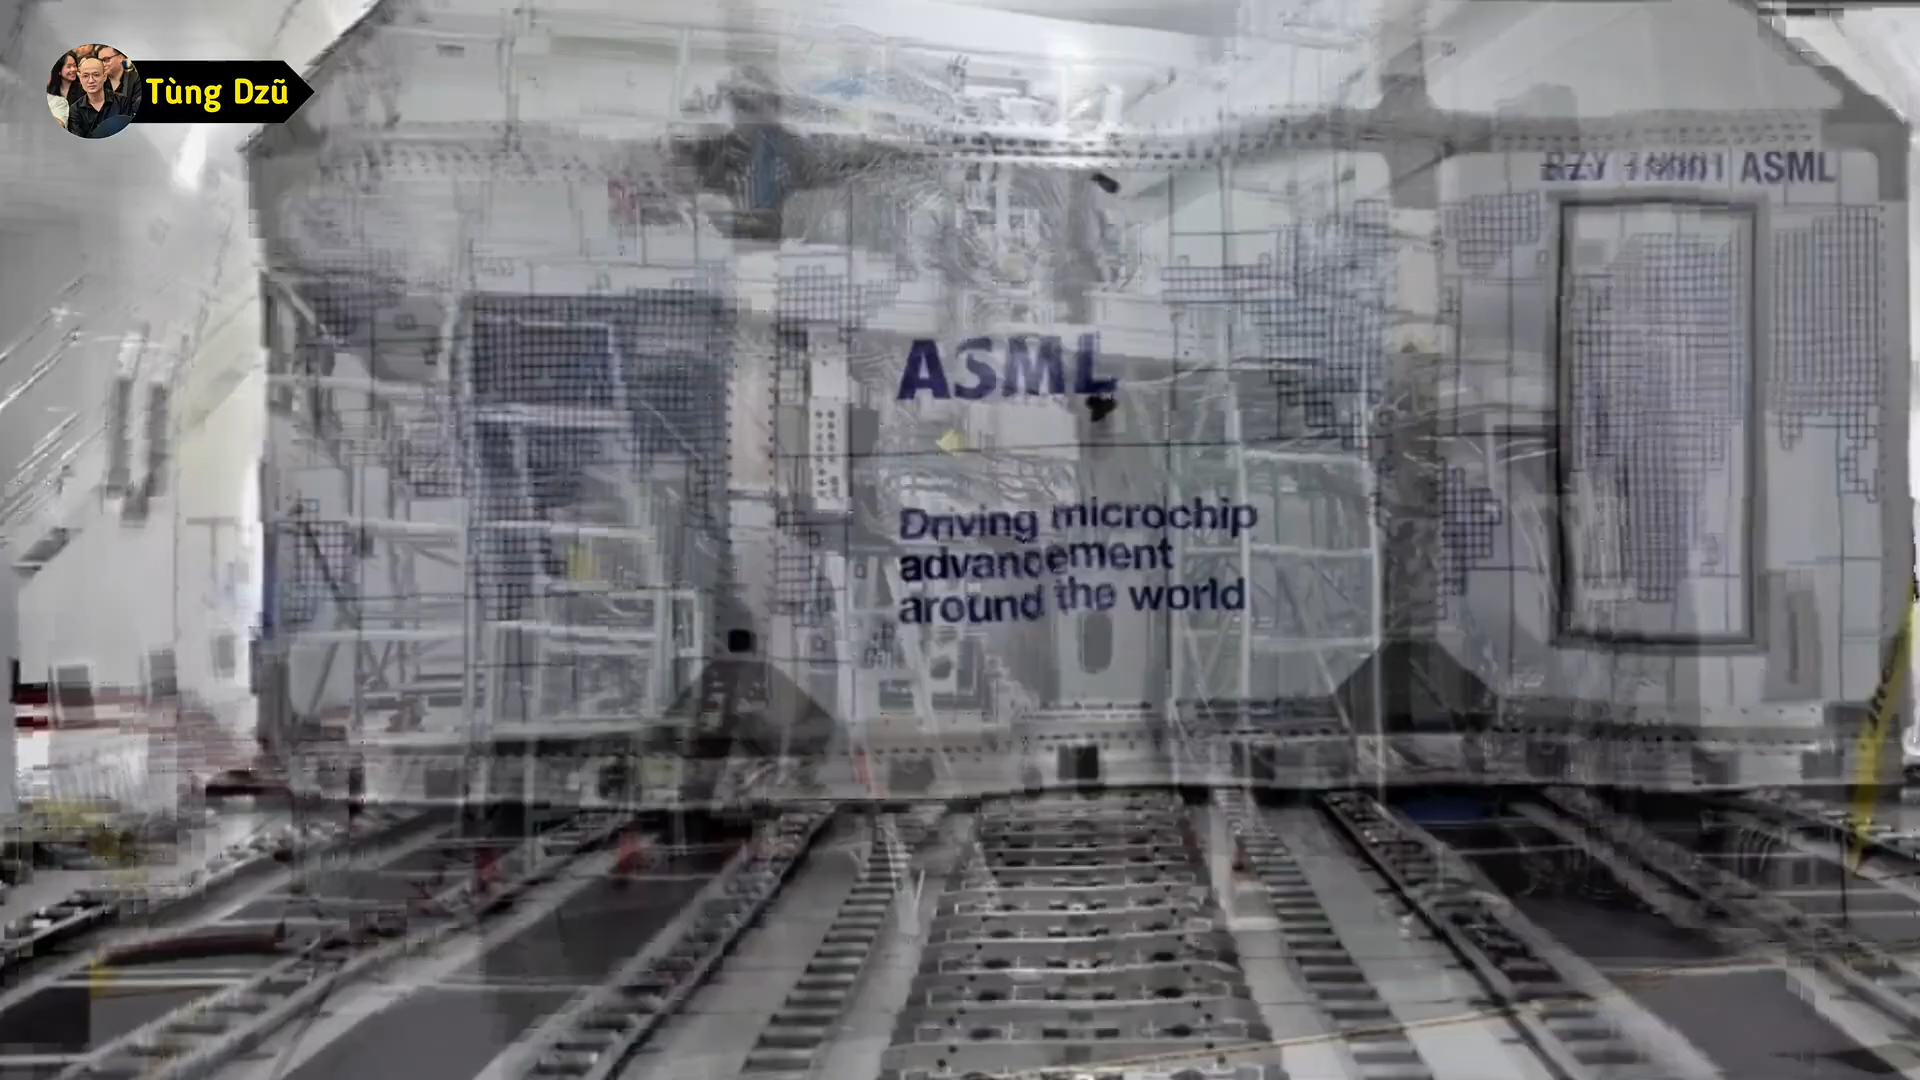 Tùng Dzũ
ASML
ASML
Driving microchip
advancement
around the world